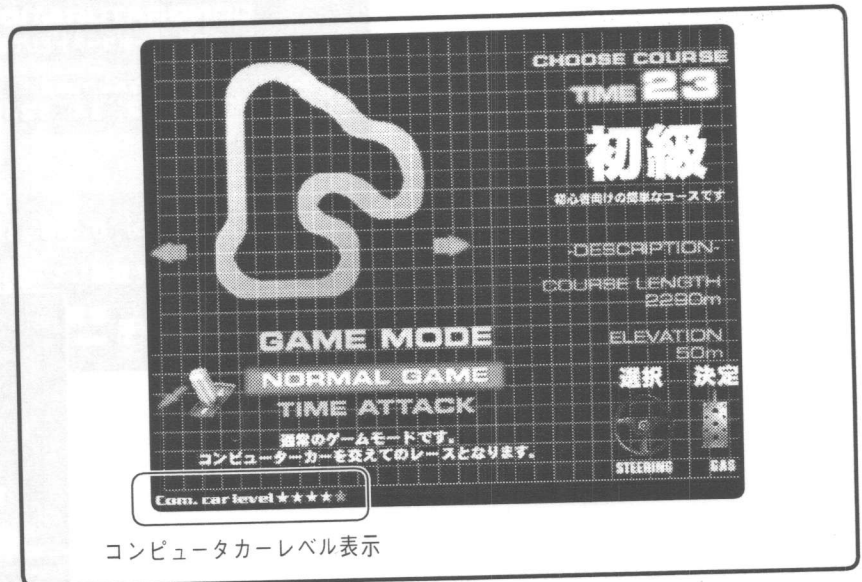 CHOOSE COURSE
TIME 23
初級
初心者向けの簡単なコースです
-DESCRIPTION-
COURSE LENGTH
2290m
ELEVATION
50m
GAME MODE
NORMAL GAME
TIME ATTACK
通常のゲームモードです。
コンピューターカーを交えてのレースとなります。
選択 決定
STEERING GAS
Com. car level★★★★☆
コンピュータカーレベル表示